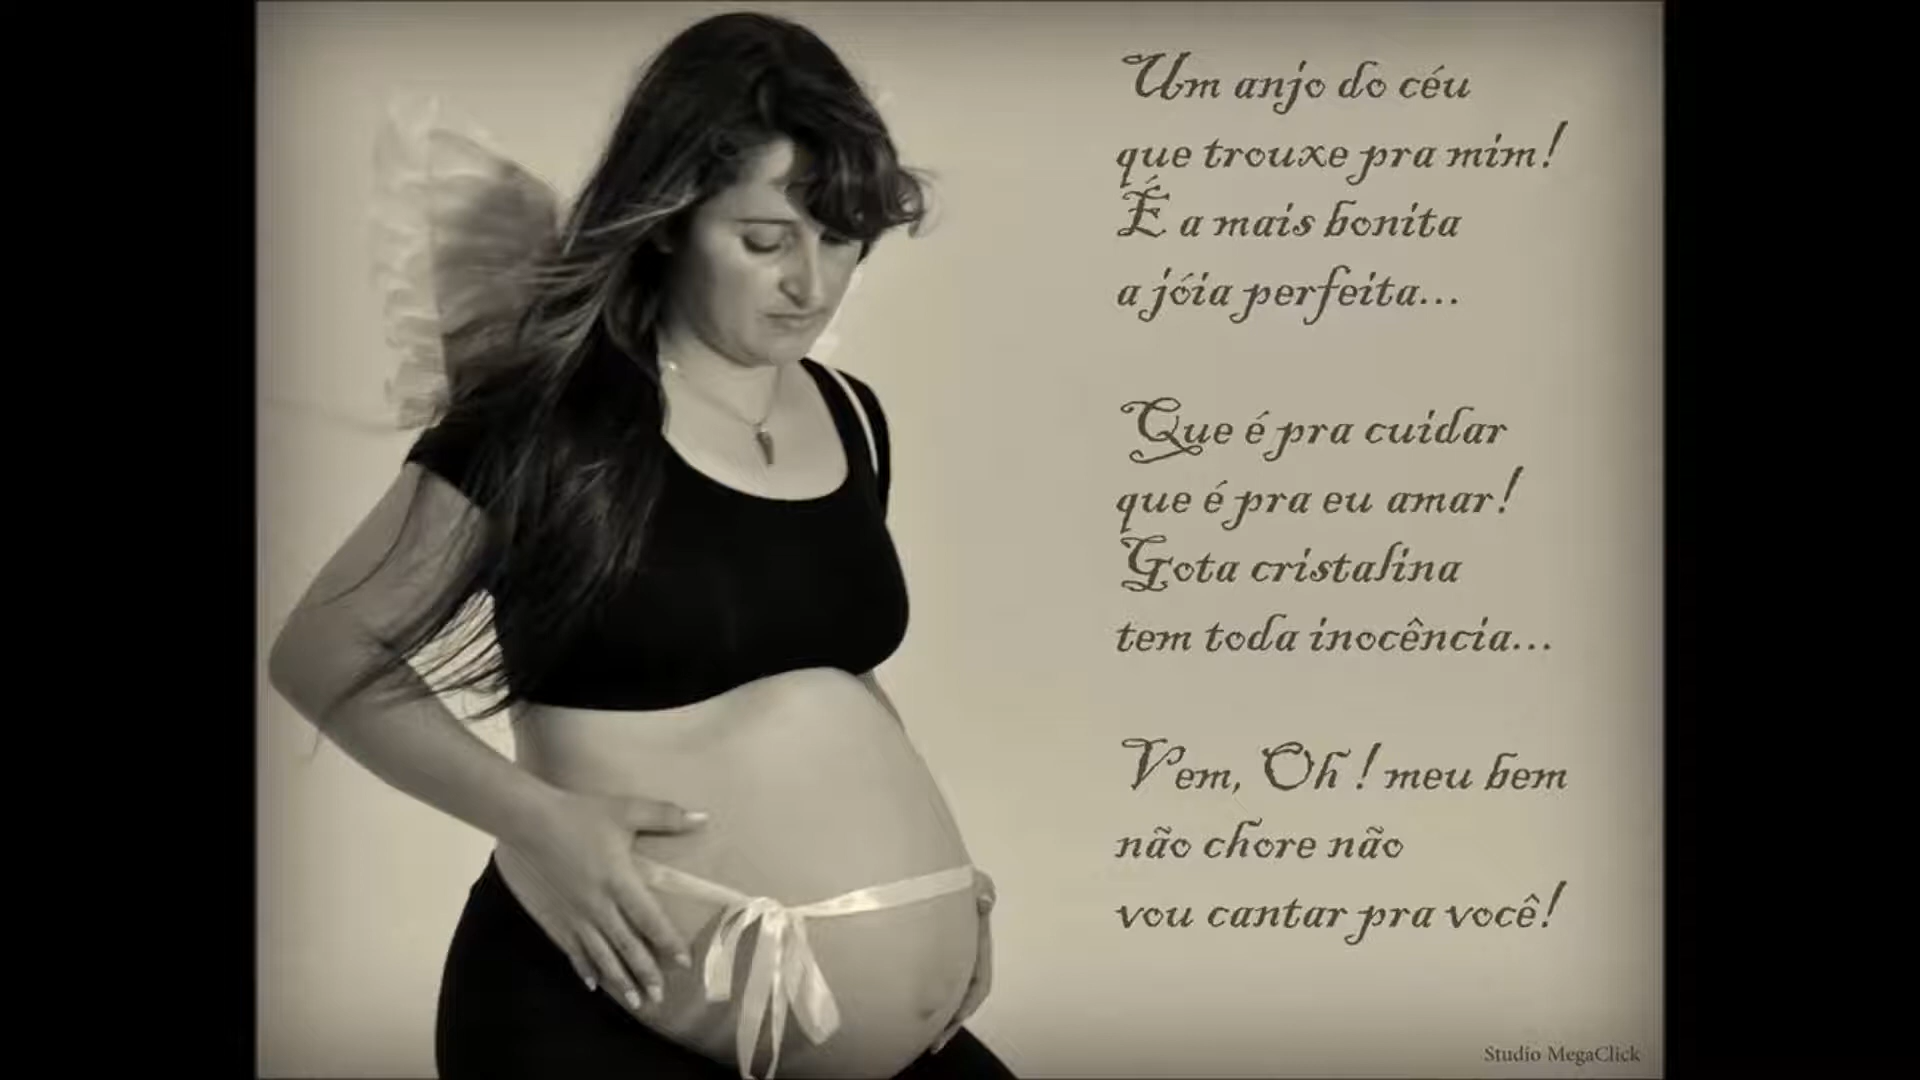 Um anjo do céu
que trouxe pra mim!
É a mais bonita
a jóia perfeita...
Que é pra cuidar
que é pra eu amar!
Gota cristalina
tem toda inocência...
Vem, Oh! meu bem
não chore não
vou cantar pra você!
Studio MegaClick